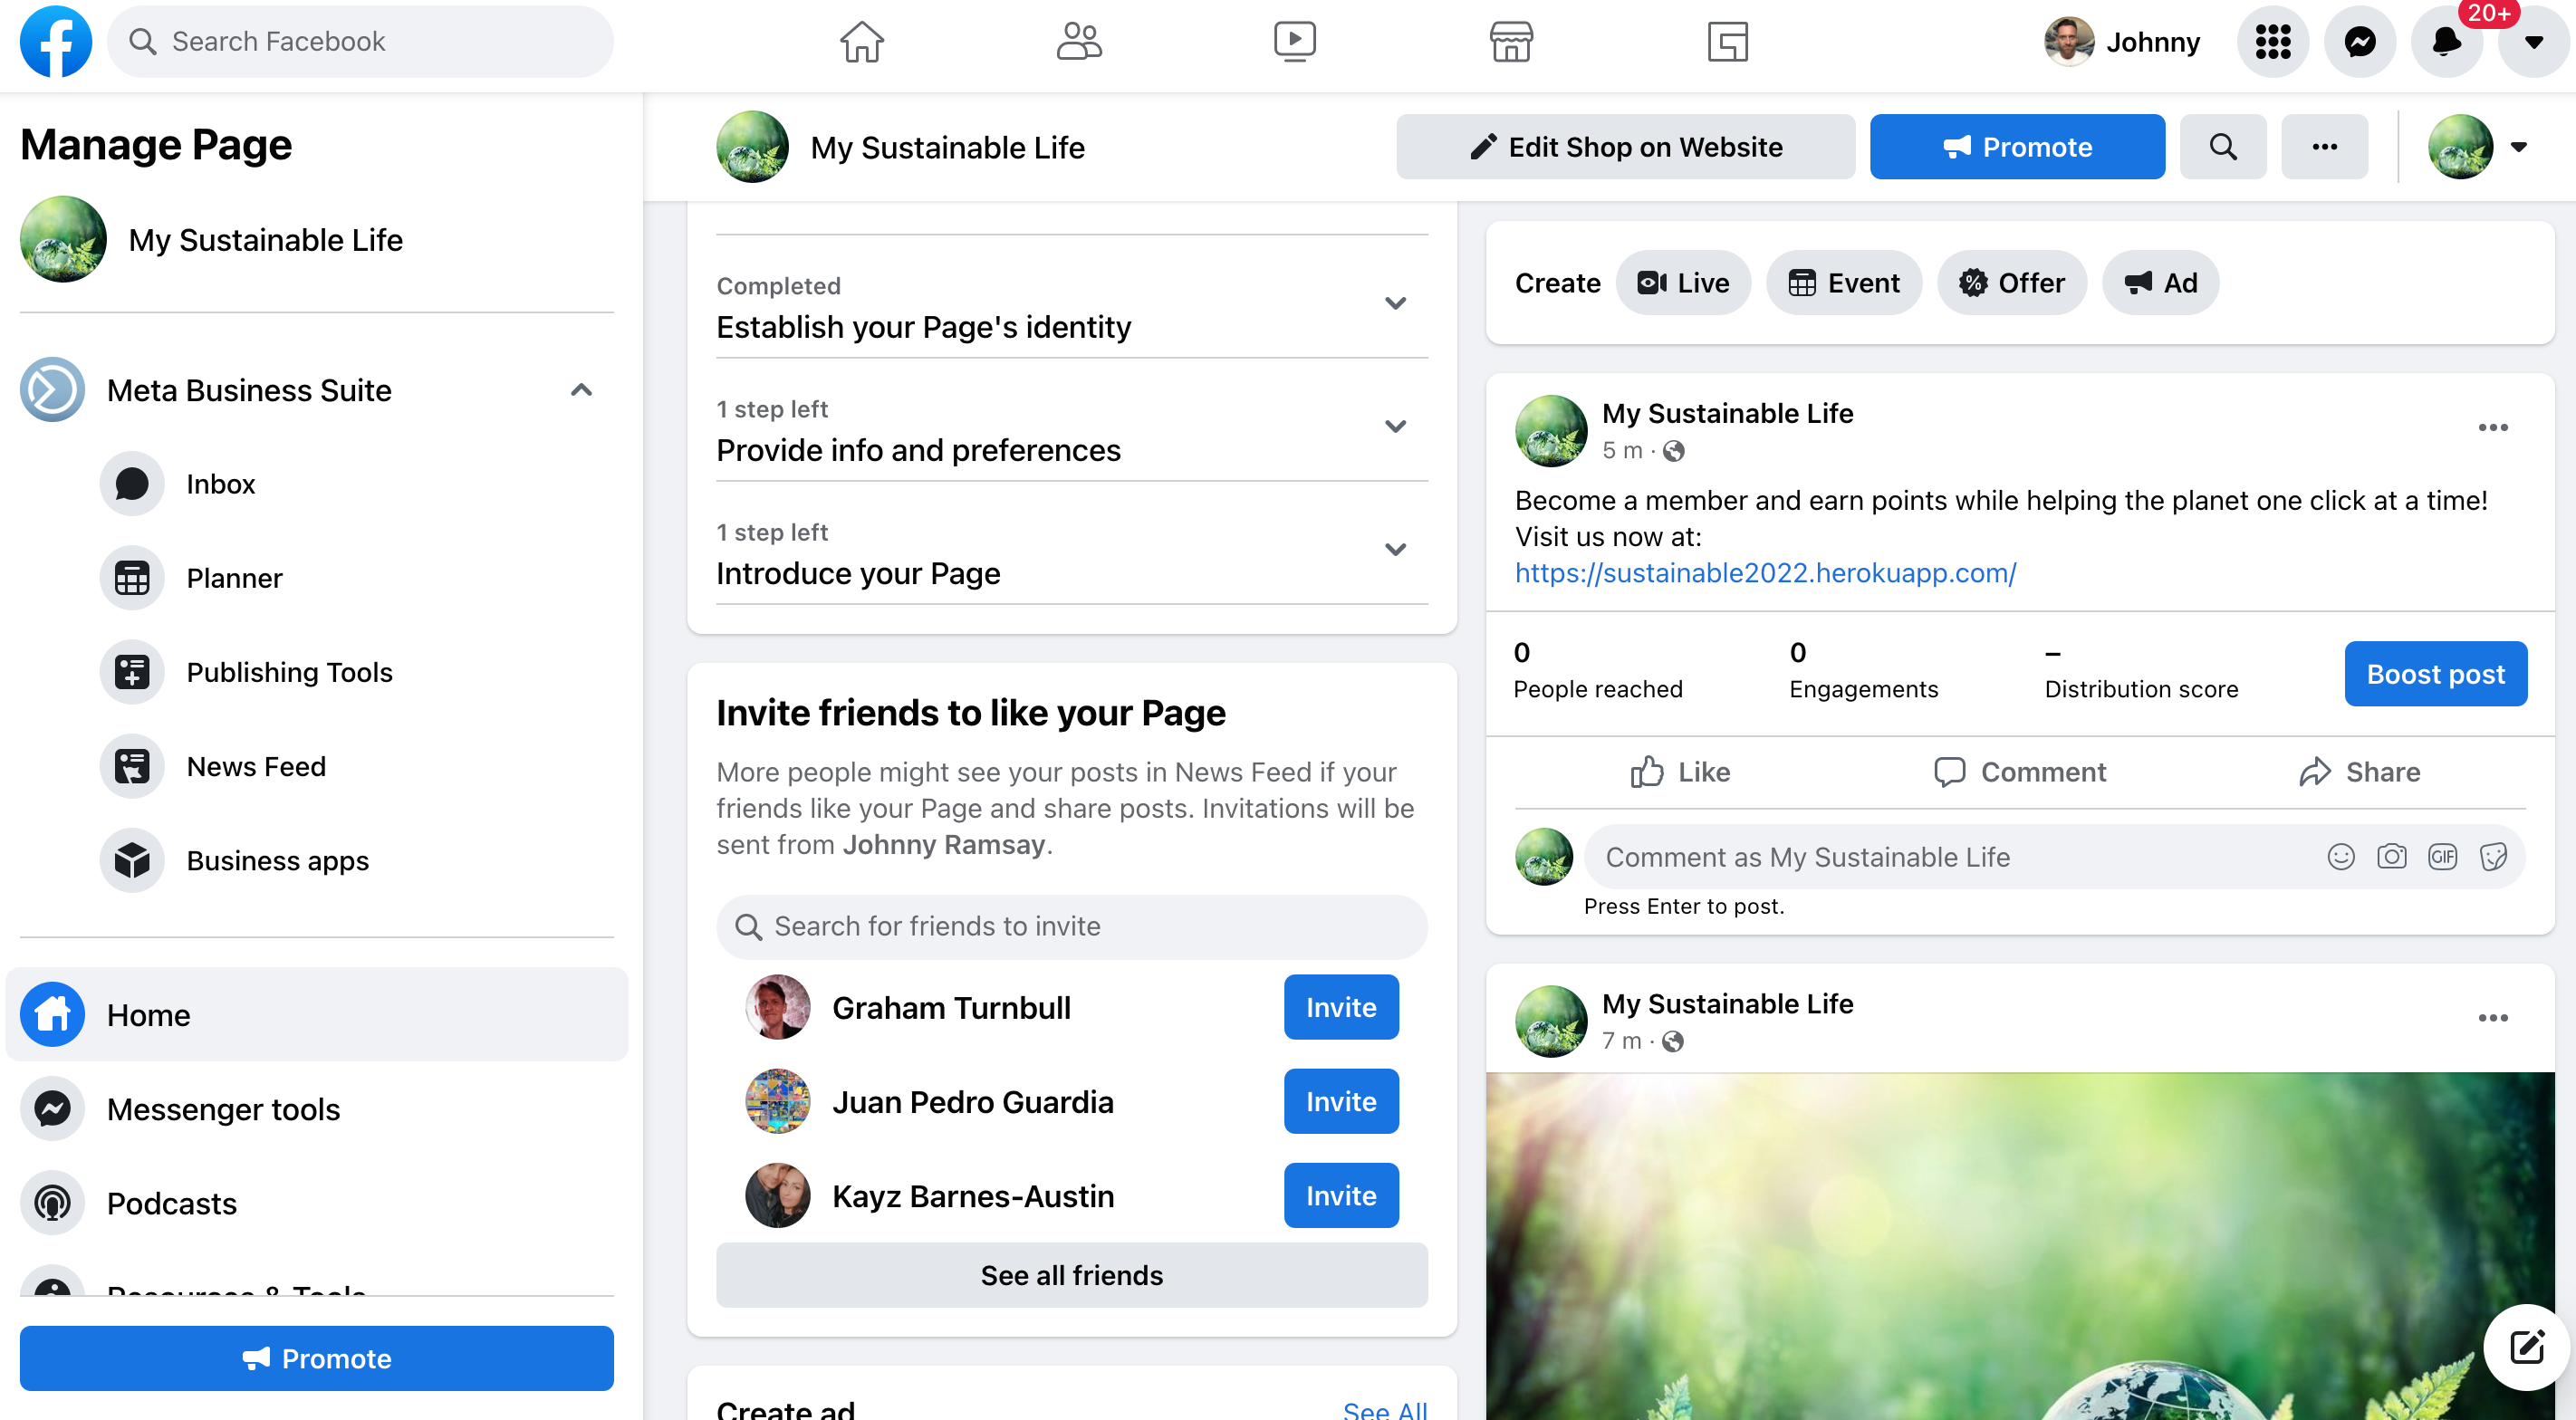 Search Facebook
Johnny
20+
Manage Page
My Sustainable Life
Meta Business Suite
Inbox
Planner
Publishing Tools
News Feed
Business apps
Home
Messenger tools
Podcasts
Resources & Tools
Promote
My Sustainable Life
Edit Shop on Website
Promote
Completed
Establish your Page's identity
1 step left
Provide info and preferences
1 step left
Introduce your Page
Invite friends to like your Page
More people might see your posts in News Feed if your
friends like your Page and share posts. Invitations will be
sent from Johnny Ramsay.
Search for friends to invite
Graham Turnbull
Invite
Juan Pedro Guardia
Invite
Kayz Barnes-Austin
Invite
See all friends
Create ad
See All
Create
Live
Event
Offer
Ad
My Sustainable Life
5 m ·
Become a member and earn points while helping the planet one click at a time!
Visit us now at:
https://sustainable2022.herokuapp.com/
0
People reached
0
Engagements
–
Distribution score
Boost post
Like
Comment
Share
Comment as My Sustainable Life
GIF
Press Enter to post.
My Sustainable Life
7 m ·